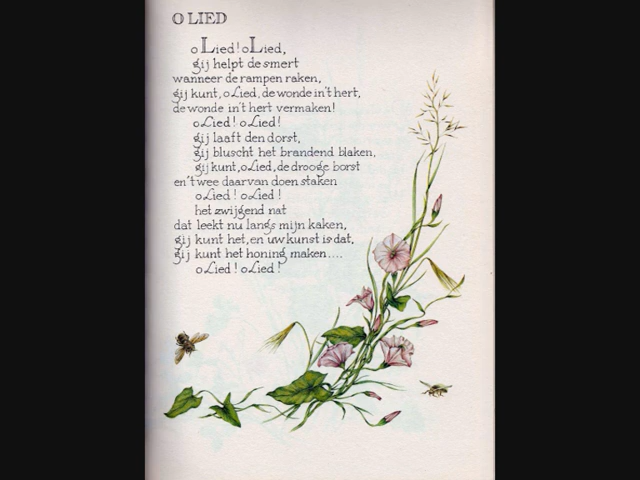 O LIED
o Lied! o Lied,
gij helpt de smert
wanneer de rampen raken,
gij kunt, o Lied, de wonde in't hert,
de wonde in't hert vermaken!
o Lied! o Lied!
gij laaft den dorst,
gij bluscht het brandend blaken,
gij kunt, o Lied, de drooge borst
en't wee daarvan doen staken
o Lied! o Lied!
het zwijgend nat
dat leekt nu langs mijn kaken,
gij kunt het, en uw kunst is dat,
gij kunt het honing maken....
o Lied! o Lied!